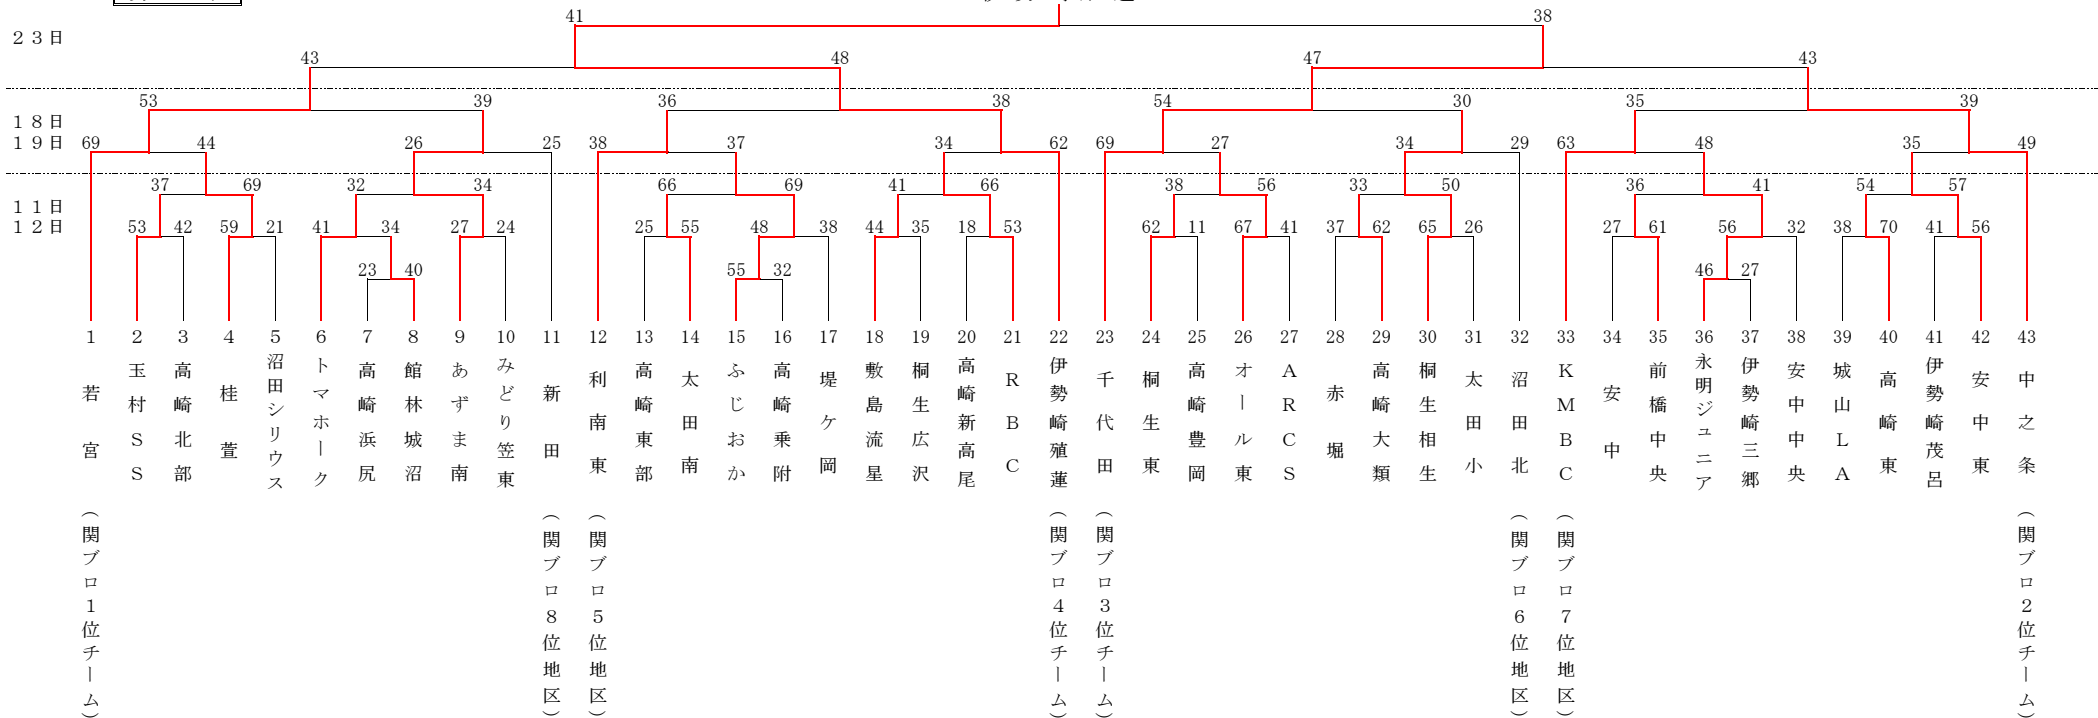 41 38
２３日
43 48 47 43
53 39 36 38 54 30 35 39
１８日
１９日
69 44 26 25 38 37 34 62 69 27 34 29 63 48 35 49
37 69 32 34 66 69 41 66 38 56 33 50 36 41 54 57
１１日
１２日
53 42 59 21 41 34 27 24 25 55 48 38 44 35 18 53 62 11 67 41 37 62 65 26 27 61 56 32 38 70 41 56
23 40 55 32 46 27
1 2 3 4 5 6 7 8 9 10 11 12 13 14 15 16 17 18 19 20 21 22 23 24 25 26 27 28 29 30 31 32 33 34 35 36 37 38 39 40 41 42 43
若宮
玉村ＳＳ
高崎北部
桂萱
沼田シリウス
トマホーク
高崎浜尻
館林城沼
あずま南
みどり笠東
新田
利南東
高崎東部
太田南
ふじおか
高崎乗附
堤ケ岡
敷島流星
桐生広沢
高崎新高尾
ＲＢＣ
伊勢崎殖蓮
千代田
桐生東
高崎豊岡
オール東
ＡＲＣＳ
赤堀
高崎大類
桐生相生
太田小
沼田北
ＫＭＢＣ
安中
前橋中央
永明ジュニア
伊勢崎三郷
安中中央
城山ＬＡ
高崎東
伊勢崎茂呂
安中東
中之条
（関ブロ１位チーム）
（関ブロ８位地区）
（関ブロ５位地区）
（関ブロ４位チーム）
（関ブロ３位チーム）
（関ブロ６位地区）
（関ブロ７位地区）
（関ブロ２位チーム）